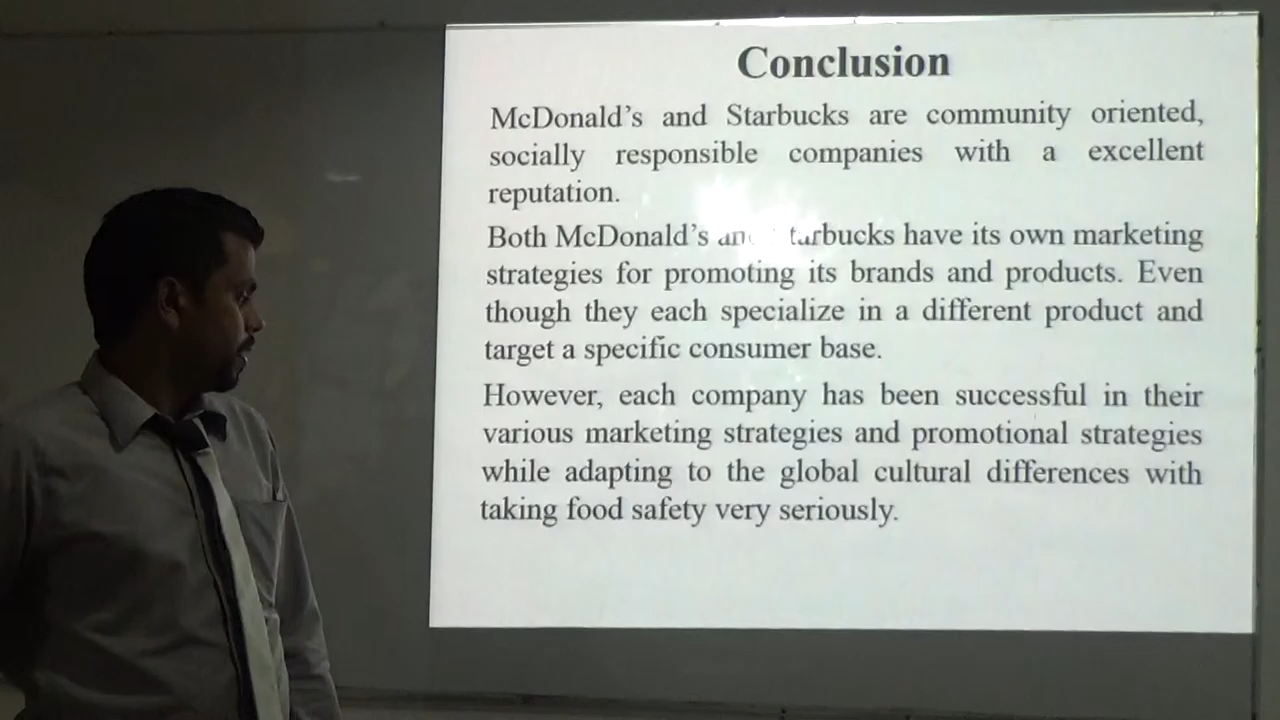 Conclusion
McDonald's and Starbucks are community oriented,
socially responsible companies with a excellent
reputation.
Both McDonald's and tarbucks have its own marketing
strategies for promoting its brands and products. Even
though they each specialize in a different product and
target a specific consumer base.
However, each company has been successful in their
various marketing strategies and promotional strategies
while adapting to the global cultural differences with
taking food safety very seriously.